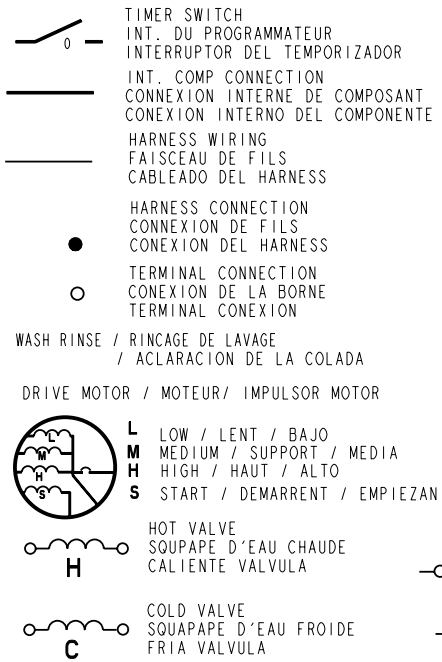 TIMER SWITCH
INT. DU PROGRAMMATEUR
INTERRUPTOR DEL TEMPORIZADOR
0
INT. COMP CONNECTION
CONNEXION INTERNE DE COMPOSANT
CONEXION INTERNO DEL COMPONENTE
HARNESS WIRING
FAISCEAU DE FILS
CABLEADO DEL HARNESS
HARNESS CONNECTION
CONNEXION DE FILS
CONEXION DEL HARNESS
TERMINAL CONNECTION
CONEXION DE LA BORNE
TERMINAL CONEXION
WASH RINSE / RINCAGE DE LAVAGE
/ ACLARACION DE LA COLADA
DRIVE MOTOR / MOTEUR/ IMPULSOR MOTOR
L
M
H
S
L LOW / LENT / BAJO
M MEDIUM / SUPPORT / MEDIA
H HIGH / HAUT / ALTO
S START / DEMARRENT / EMPIEZAN
HOT VALVE
SQUPAPE D'EAU CHAUDE
CALIENTE VALVULA
H
COLD VALVE
SQUAPAPE D'EAU FROIDE
FRIA VALVULA
C